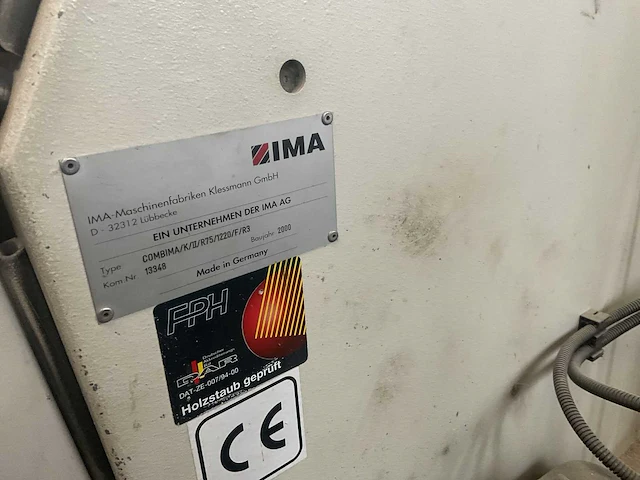 IMA
IMA-Maschinenfabriken Klessmann GmbH
D - 32312 Lübbecke
EIN UNTERNEHMEN DER IMA AG
Type COMBIMA/K/II/R75/1220/F/R3
Kom Nr. 13348 Baujahr 2000
Made in Germany
FPH
DAR
DAT-ZE-007/94-00
Holzstaub geprüft
CE